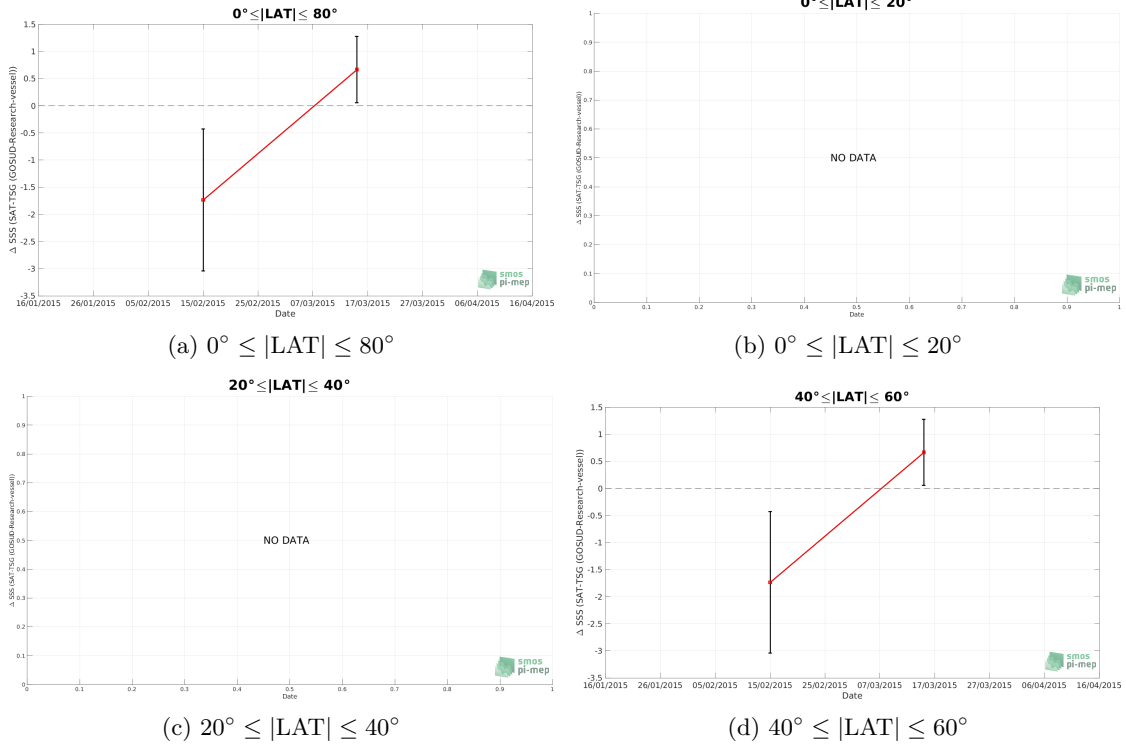 0°≤|LAT|≤ 80°
Δ SSS (SAT-TSG (GOSUD-Research-vessel))
1.5
1
0.5
0
-0.5
-1
-1.5
-2
-2.5
-3
-3.5
16/01/2015 26/01/2015 05/02/2015 15/02/2015 25/02/2015 07/03/2015 17/03/2015 27/03/2015 06/04/2015 16/04/2015
Date
smos
pi-mep
(a) 0° ≤ |LAT| ≤ 80°
0°≤|LAT|≤ 20°
Δ SSS (SAT-TSG (GOSUD-Research-vessel))
1
0.9
0.8
0.7
0.6
0.5
0.4
0.3
0.2
0.1
0
NO DATA
0 0.1 0.2 0.3 0.4 0.5 0.6 0.7 0.8 0.9 1
Date
smos
pi-mep
(b) 0° ≤ |LAT| ≤ 20°
20°≤|LAT|≤ 40°
Δ SSS (SAT-TSG (GOSUD-Research-vessel))
1
0.9
0.8
0.7
0.6
0.5
0.4
0.3
0.2
0.1
0
NO DATA
0 0.1 0.2 0.3 0.4 0.5 0.6 0.7 0.8 0.9 1
Date
smos
pi-mep
(c) 20° ≤ |LAT| ≤ 40°
40°≤|LAT|≤ 60°
Δ SSS (SAT-TSG (GOSUD-Research-vessel))
1.5
1
0.5
0
-0.5
-1
-1.5
-2
-2.5
-3
-3.5
16/01/2015 26/01/2015 05/02/2015 15/02/2015 25/02/2015 07/03/2015 17/03/2015 27/03/2015 06/04/2015 16/04/2015
Date
smos
pi-mep
(d) 40° ≤ |LAT| ≤ 60°